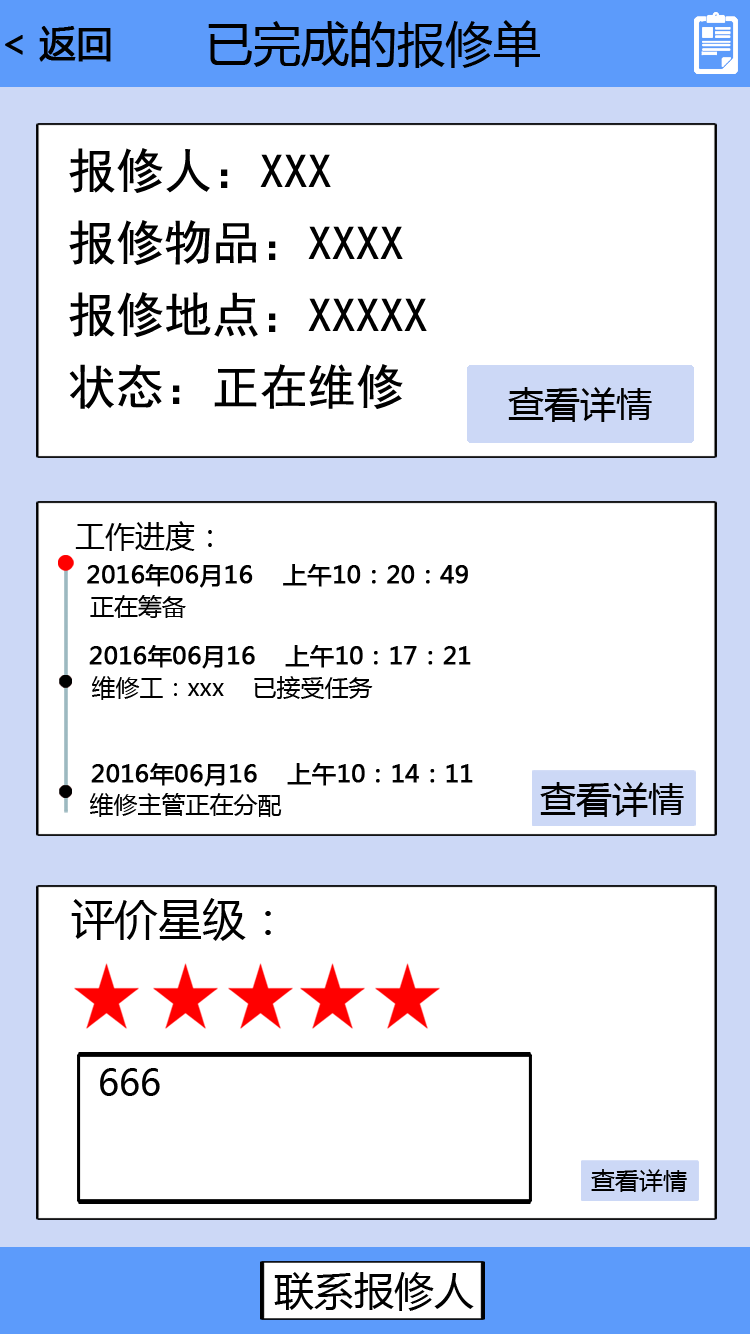 < 返回 已完成的报修单
报修人：XXX
报修物品：XXXX
报修地点：XXXXX
状态：正在维修
查看详情
工作进度：
2016年06月16 上午10：20：49
正在筹备
2016年06月16 上午10：17：21
维修工：xxx 已接受任务
2016年06月16 上午10：14：11
维修主管正在分配
查看详情
评价星级：
666
查看详情
联系报修人